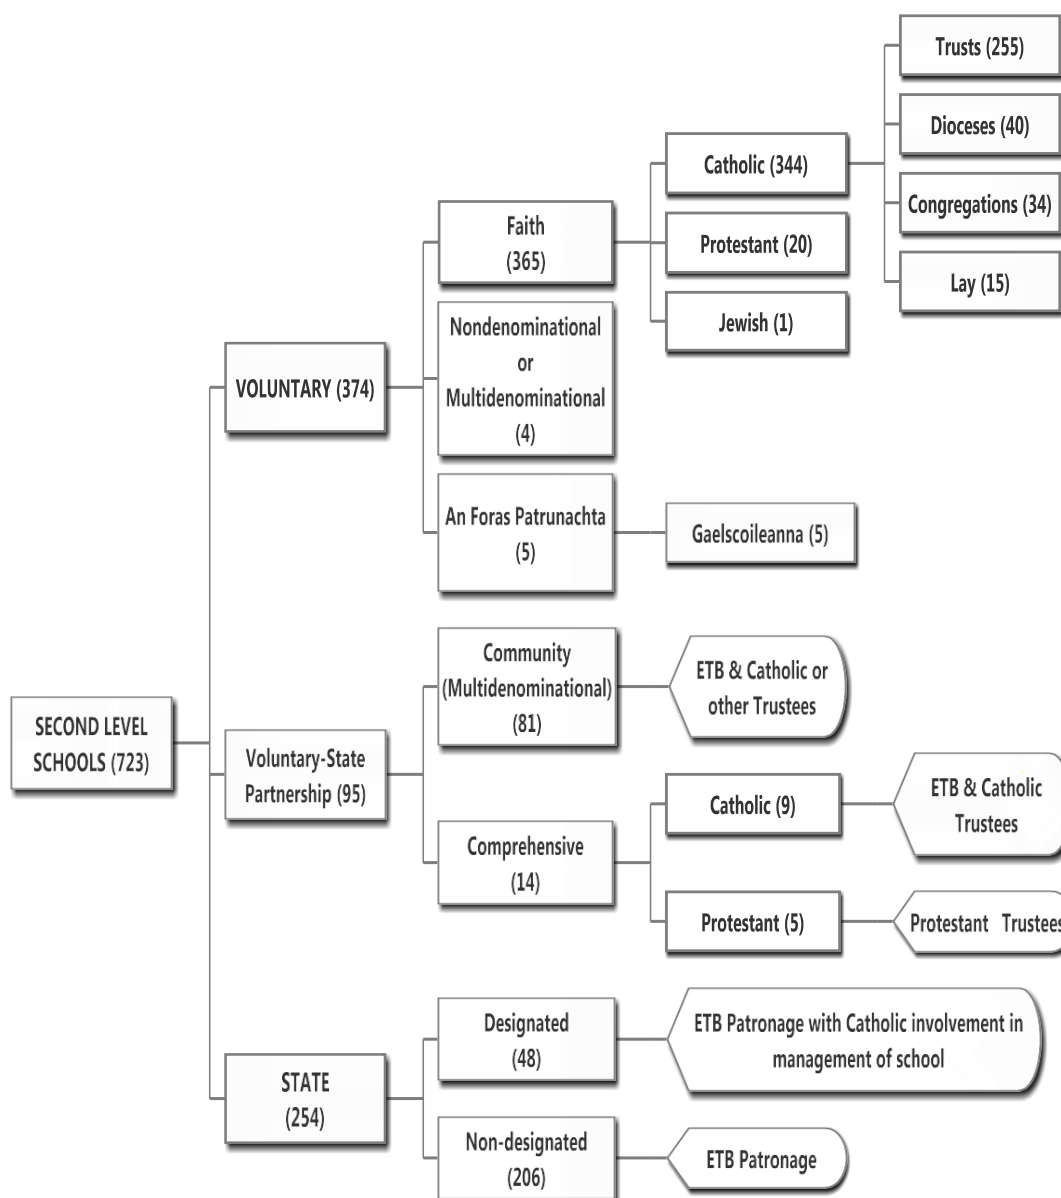 SECOND LEVEL
SCHOOLS (723)
VOLUNTARY (374)
Faith
(365)
Catholic (344)
Trusts (255)
Dioceses (40)
Congregations (34)
Lay (15)
Protestant (20)
Jewish (1)
Nondenominational
or
Multidenominational
(4)
An Foras Patrunachta
(5)
Gaelscoileanna (5)
Voluntary-State
Partnership (95)
Community
(Multidenominational)
(81)
ETB & Catholic or
other Trustees
Comprehensive
(14)
Catholic (9)
ETB & Catholic
Trustees
Protestant (5)
Protestant Trustees
STATE
(254)
Designated
(48)
ETB Patronage with Catholic involvement in
management of school
Non-designated
(206)
ETB Patronage